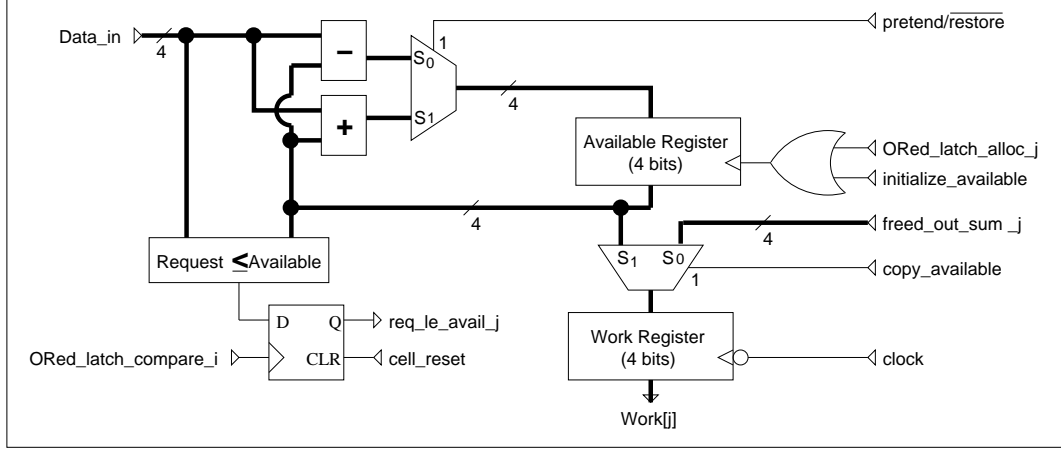 Data_in
4
−
+
1
S0
S1
4
pretend/restore
Available Register
(4 bits)
ORed_latch_alloc_j
initialize_available
4
4
freed_out_sum _j
S1 S0
1
copy_available
Request ≤Available
D Q
CLR
req_le_avail_j
ORed_latch_compare_i
cell_reset
Work Register
(4 bits)
clock
Work[j]